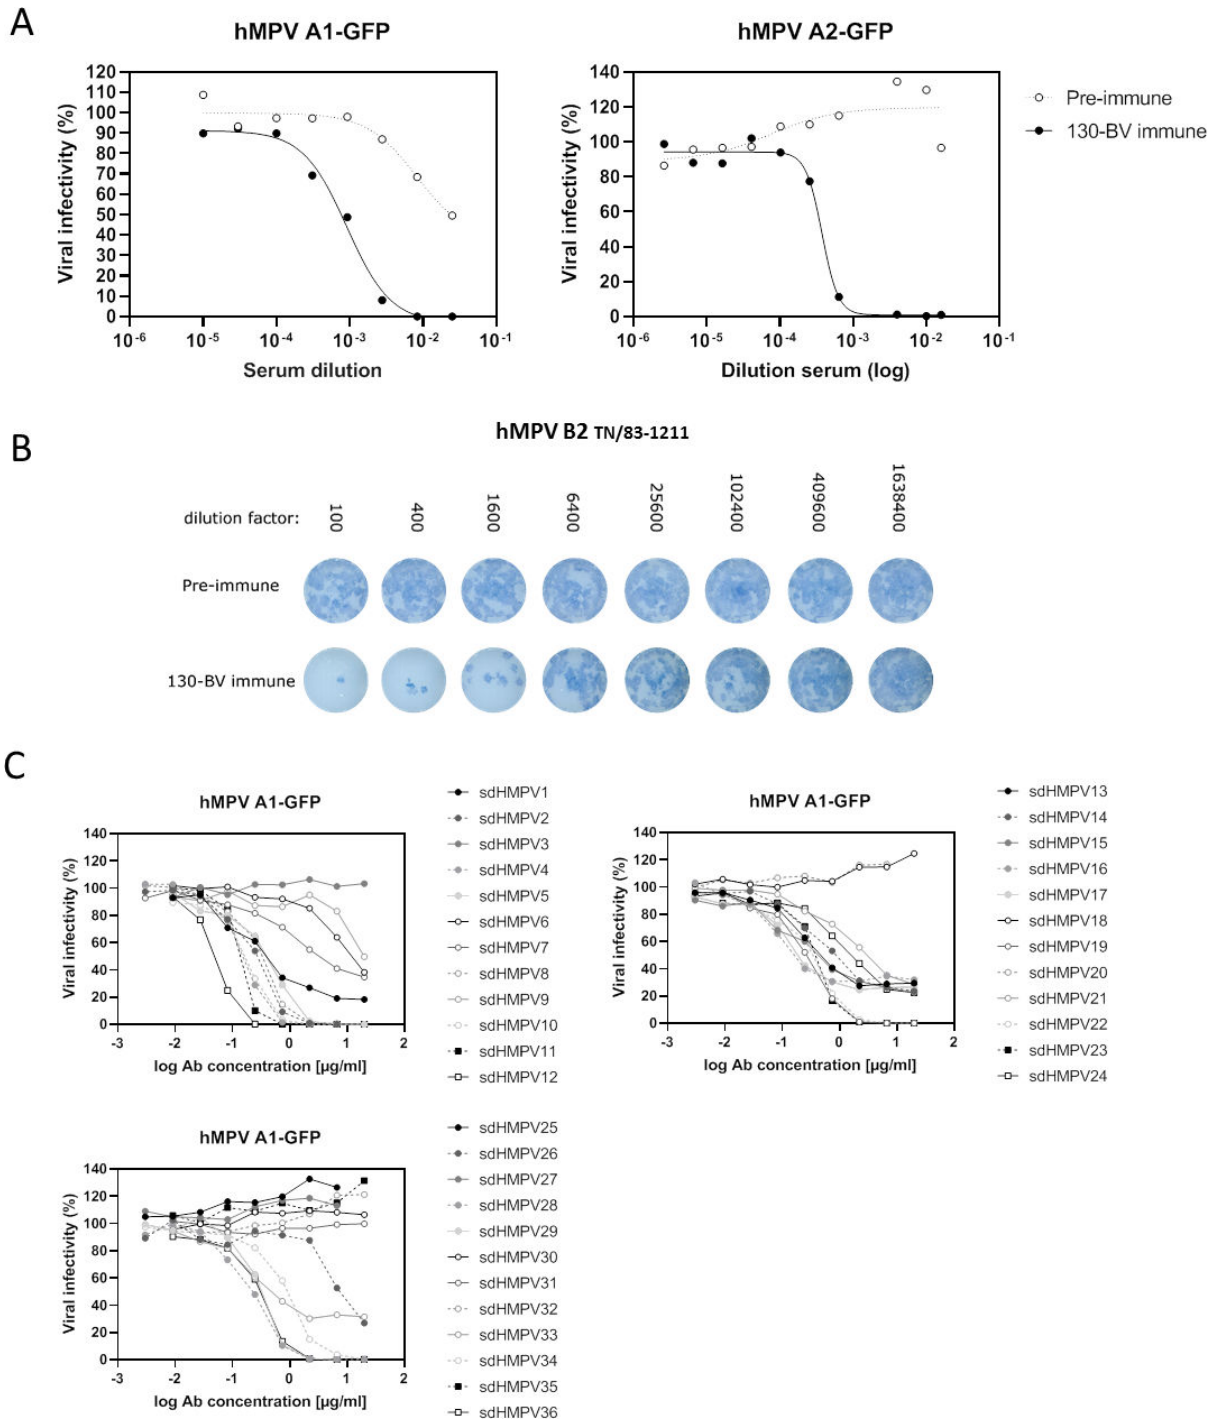 A
hMPV A1-GFP
Viral infectivity (%)
120
110
100
90
80
70
60
50
40
30
20
10
0
10-6
10-5
10-4
10-3
10-2
10-1
Serum dilution
hMPV A2-GFP
Viral infectivity (%)
140
120
100
80
60
40
20
0
10-6
10-5
10-4
10-3
10-2
10-1
Dilution serum (log)
Pre-immune
130-BV immune
B
hMPV B2 TN/83-1211
dilution factor:
100
400
1600
6400
25600
102400
409600
1638400
Pre-immune
130-BV immune
C
hMPV A1-GFP
Viral infectivity (%)
140
120
100
80
60
40
20
0
-3
-2
-1
0
1
2
log Ab concentration [µg/ml]
sdHMPV1
sdHMPV2
sdHMPV3
sdHMPV4
sdHMPV5
sdHMPV6
sdHMPV7
sdHMPV8
sdHMPV9
sdHMPV10
sdHMPV11
sdHMPV12
hMPV A1-GFP
Viral infectivity (%)
140
120
100
80
60
40
20
0
-3
-2
-1
0
1
2
log Ab concentration [µg/ml]
sdHMPV13
sdHMPV14
sdHMPV15
sdHMPV16
sdHMPV17
sdHMPV18
sdHMPV19
sdHMPV20
sdHMPV21
sdHMPV22
sdHMPV23
sdHMPV24
hMPV A1-GFP
Viral infectivity (%)
140
120
100
80
60
40
20
0
-3
-2
-1
0
1
2
log Ab concentration [µg/ml]
sdHMPV25
sdHMPV26
sdHMPV27
sdHMPV28
sdHMPV29
sdHMPV30
sdHMPV31
sdHMPV32
sdHMPV33
sdHMPV34
sdHMPV35
sdHMPV36